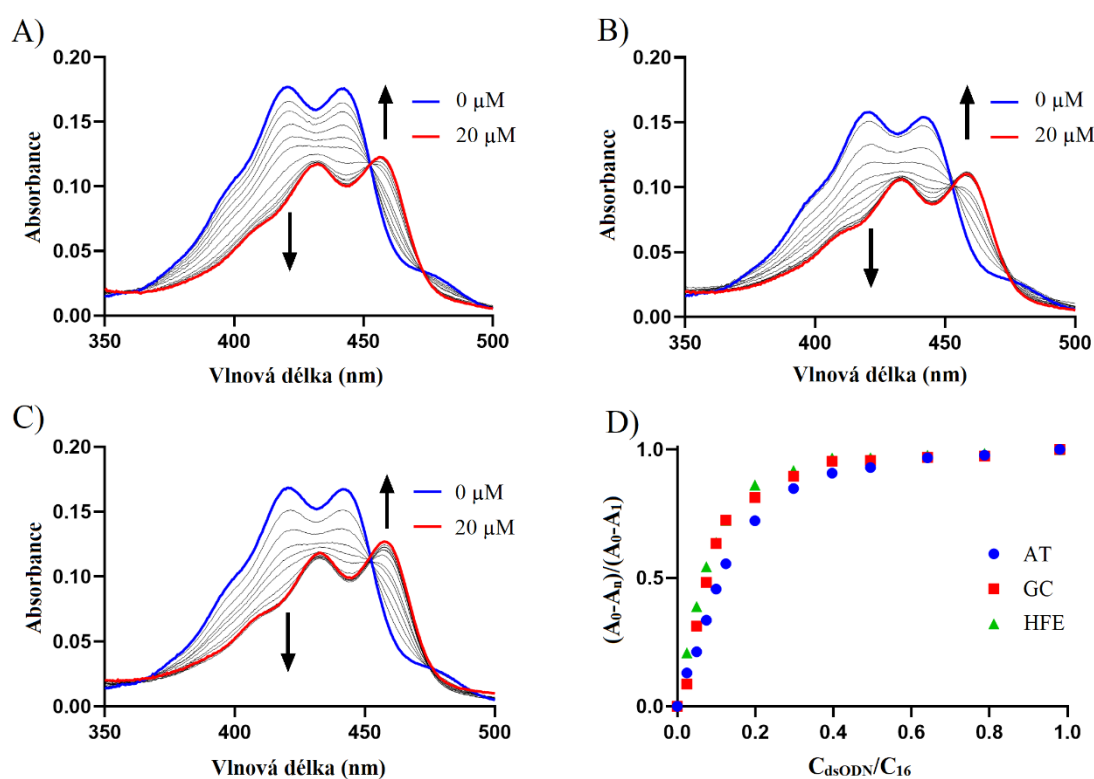 A)
0.20
0.15
0.10
0.05
0.00
Absorbance
0 µM
20 µM
350
400
450
500
Vlnová délka (nm)
B)
0.20
0.15
0.10
0.05
0.00
Absorbance
0 µM
20 µM
350
400
450
500
Vlnová délka (nm)
C)
0.20
0.15
0.10
0.05
0.00
Absorbance
0 µM
20 µM
350
400
450
500
Vlnová délka (nm)
D)
1.0
0.5
0.0
(A0-An)/(A0-A1)
AT
GC
HFE
0.0
0.2
0.4
0.6
0.8
1.0
CdsODN/C16